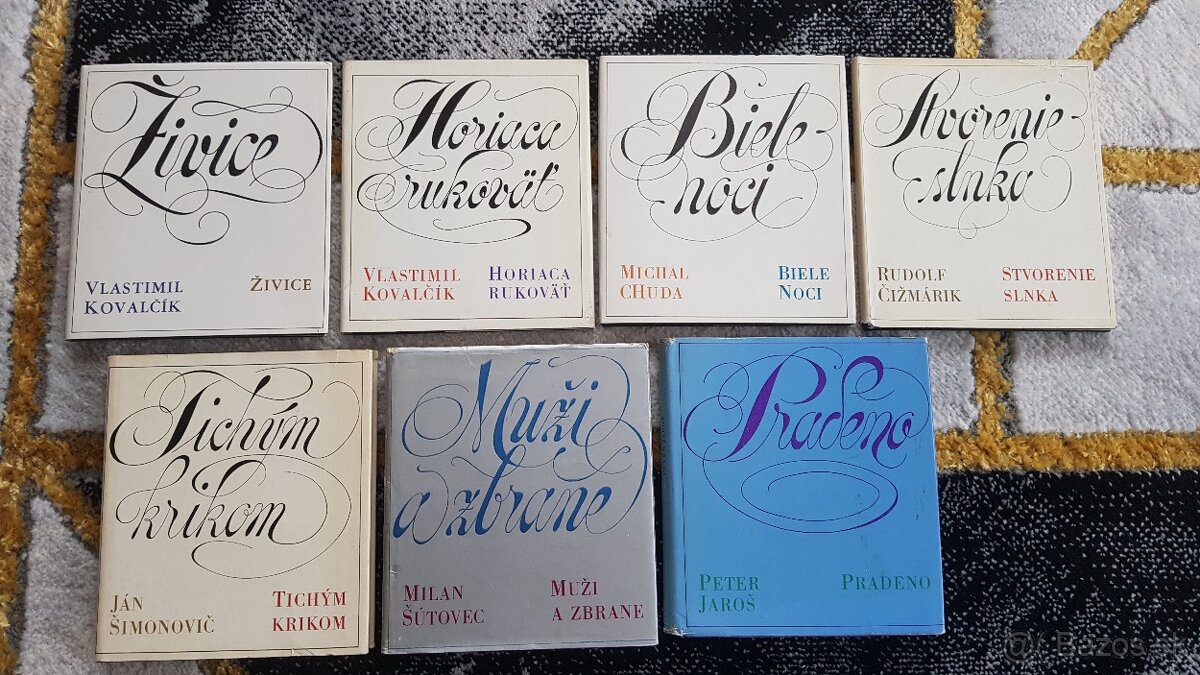 Živice
VLASTIMIL
KOVALČÍK
ŽIVICE
Horiaca
rukoväť
VLASTIMIL
KOVALČÍK
HORIACA
RUKOVÄŤ
Biele
noci
MICHAL
CHUDA
BIELE
NOCI
Stvorenie
slnka
RUDOLF
ČIŽMÁRIK
STVORENIE
SLNKA
Tichým
krikom
JÁN
ŠIMONOVIČ
TICHÝM
KRIKOM
Muži
a zbrane
MILAN
ŠÚTOVEC
MUŽI
A ZBRANE
Pradeno
PETER
JAROŠ
PRADENO
Bazos.sk